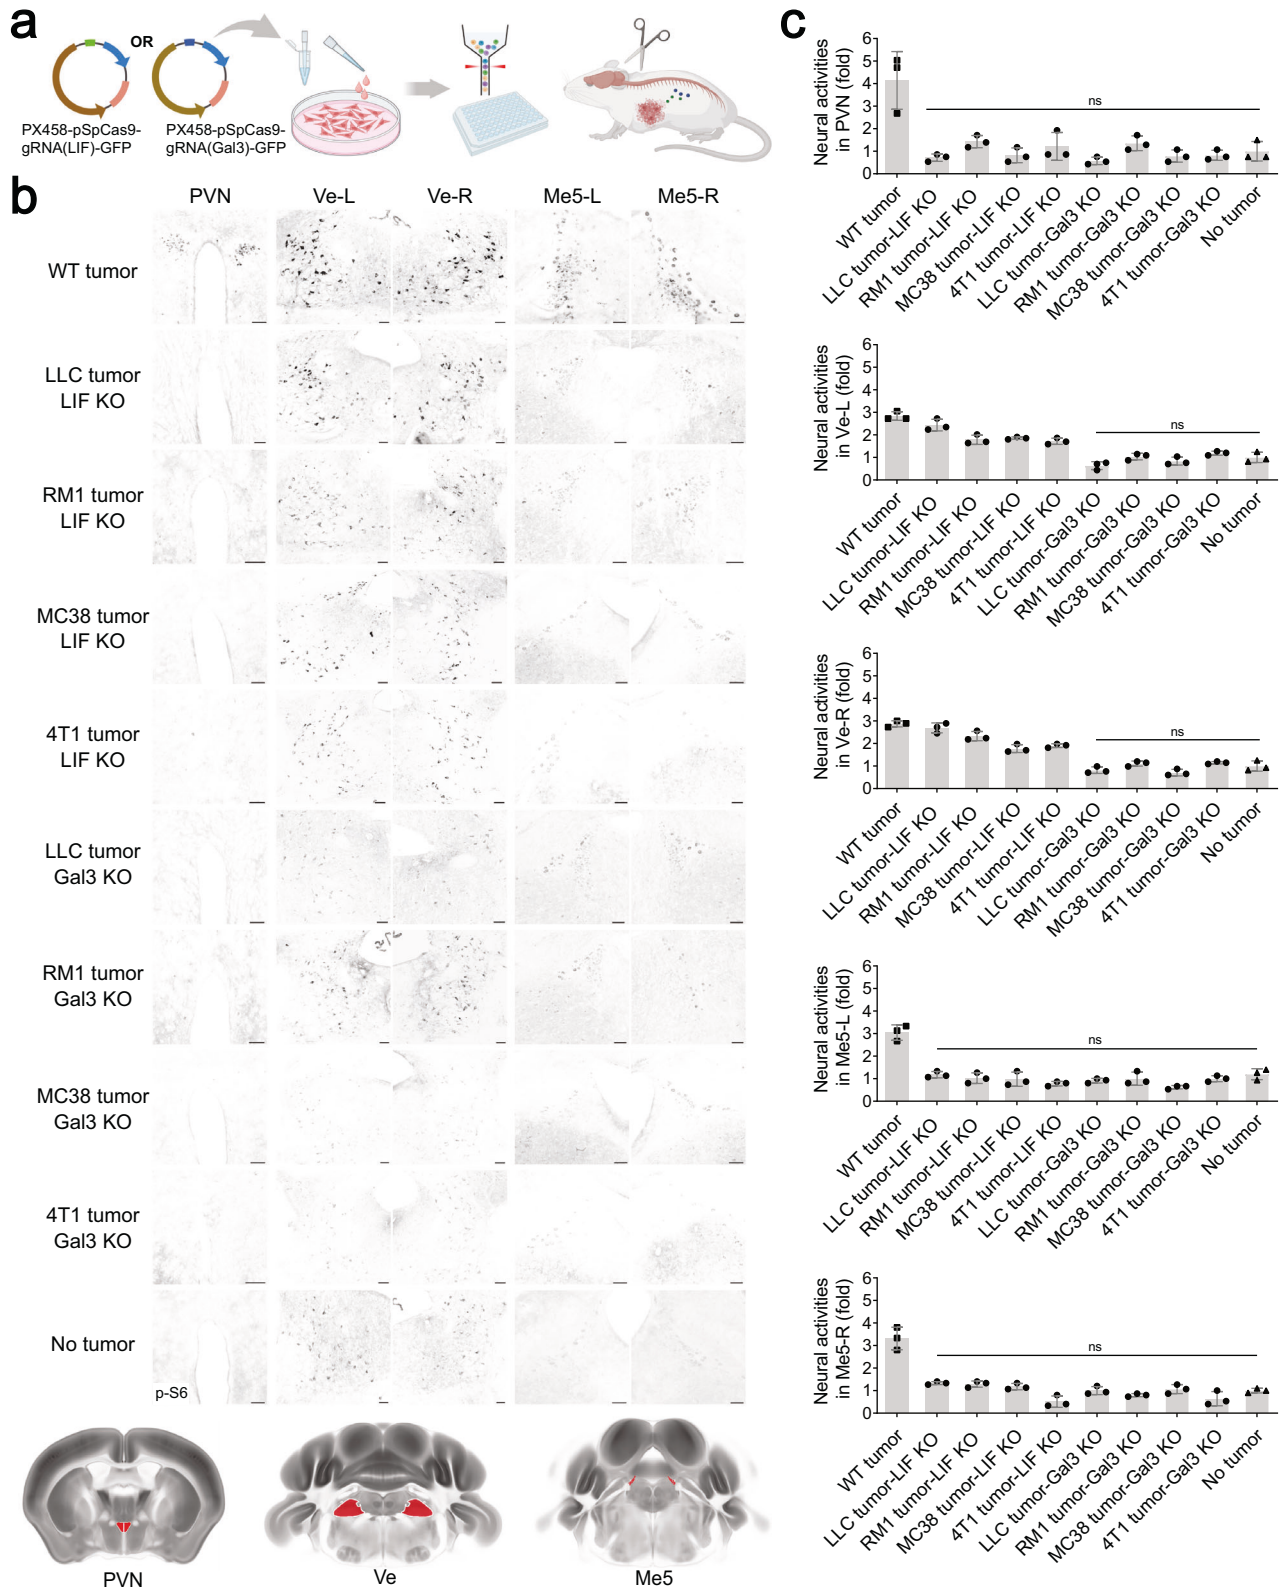 a
OR
PX458-pSpCas9-
gRNA(LIF)-GFP
PX458-pSpCas9-
gRNA(Gal3)-GFP
b
PVN
Ve-L
Ve-R
Me5-L
Me5-R
WT tumor
LLC tumor
LIF KO
RM1 tumor
LIF KO
MC38 tumor
LIF KO
4T1 tumor
LIF KO
LLC tumor
Gal3 KO
RM1 tumor
Gal3 KO
MC38 tumor
Gal3 KO
4T1 tumor
Gal3 KO
No tumor
p-S6
PVN
Ve
Me5
c
Neural activities
in PVN (fold)
6
5
4
3
2
1
0
ns
WT tumor
LLC tumor-LIF KO
RM1 tumor-LIF KO
MC38 tumor-LIF KO
4T1 tumor-LIF KO
LLC tumor-Gal3 KO
RM1 tumor-Gal3 KO
MC38 tumor-Gal3 KO
4T1 tumor-Gal3 KO
No tumor
Neural activities
in Ve-L (fold)
6
5
4
3
2
1
0
ns
WT tumor
LLC tumor-LIF KO
RM1 tumor-LIF KO
MC38 tumor-LIF KO
4T1 tumor-LIF KO
LLC tumor-Gal3 KO
RM1 tumor-Gal3 KO
MC38 tumor-Gal3 KO
4T1 tumor-Gal3 KO
No tumor
Neural activities
in Ve-R (fold)
6
5
4
3
2
1
0
ns
WT tumor
LLC tumor-LIF KO
RM1 tumor-LIF KO
MC38 tumor-LIF KO
4T1 tumor-LIF KO
LLC tumor-Gal3 KO
RM1 tumor-Gal3 KO
MC38 tumor-Gal3 KO
4T1 tumor-Gal3 KO
No tumor
Neural activities
in Me5-L (fold)
6
5
4
3
2
1
0
ns
WT tumor
LLC tumor-LIF KO
RM1 tumor-LIF KO
MC38 tumor-LIF KO
4T1 tumor-LIF KO
LLC tumor-Gal3 KO
RM1 tumor-Gal3 KO
MC38 tumor-Gal3 KO
4T1 tumor-Gal3 KO
No tumor
Neural activities
in Me5-R (fold)
6
5
4
3
2
1
0
ns
WT tumor
LLC tumor-LIF KO
RM1 tumor-LIF KO
MC38 tumor-LIF KO
4T1 tumor-LIF KO
LLC tumor-Gal3 KO
RM1 tumor-Gal3 KO
MC38 tumor-Gal3 KO
4T1 tumor-Gal3 KO
No tumor